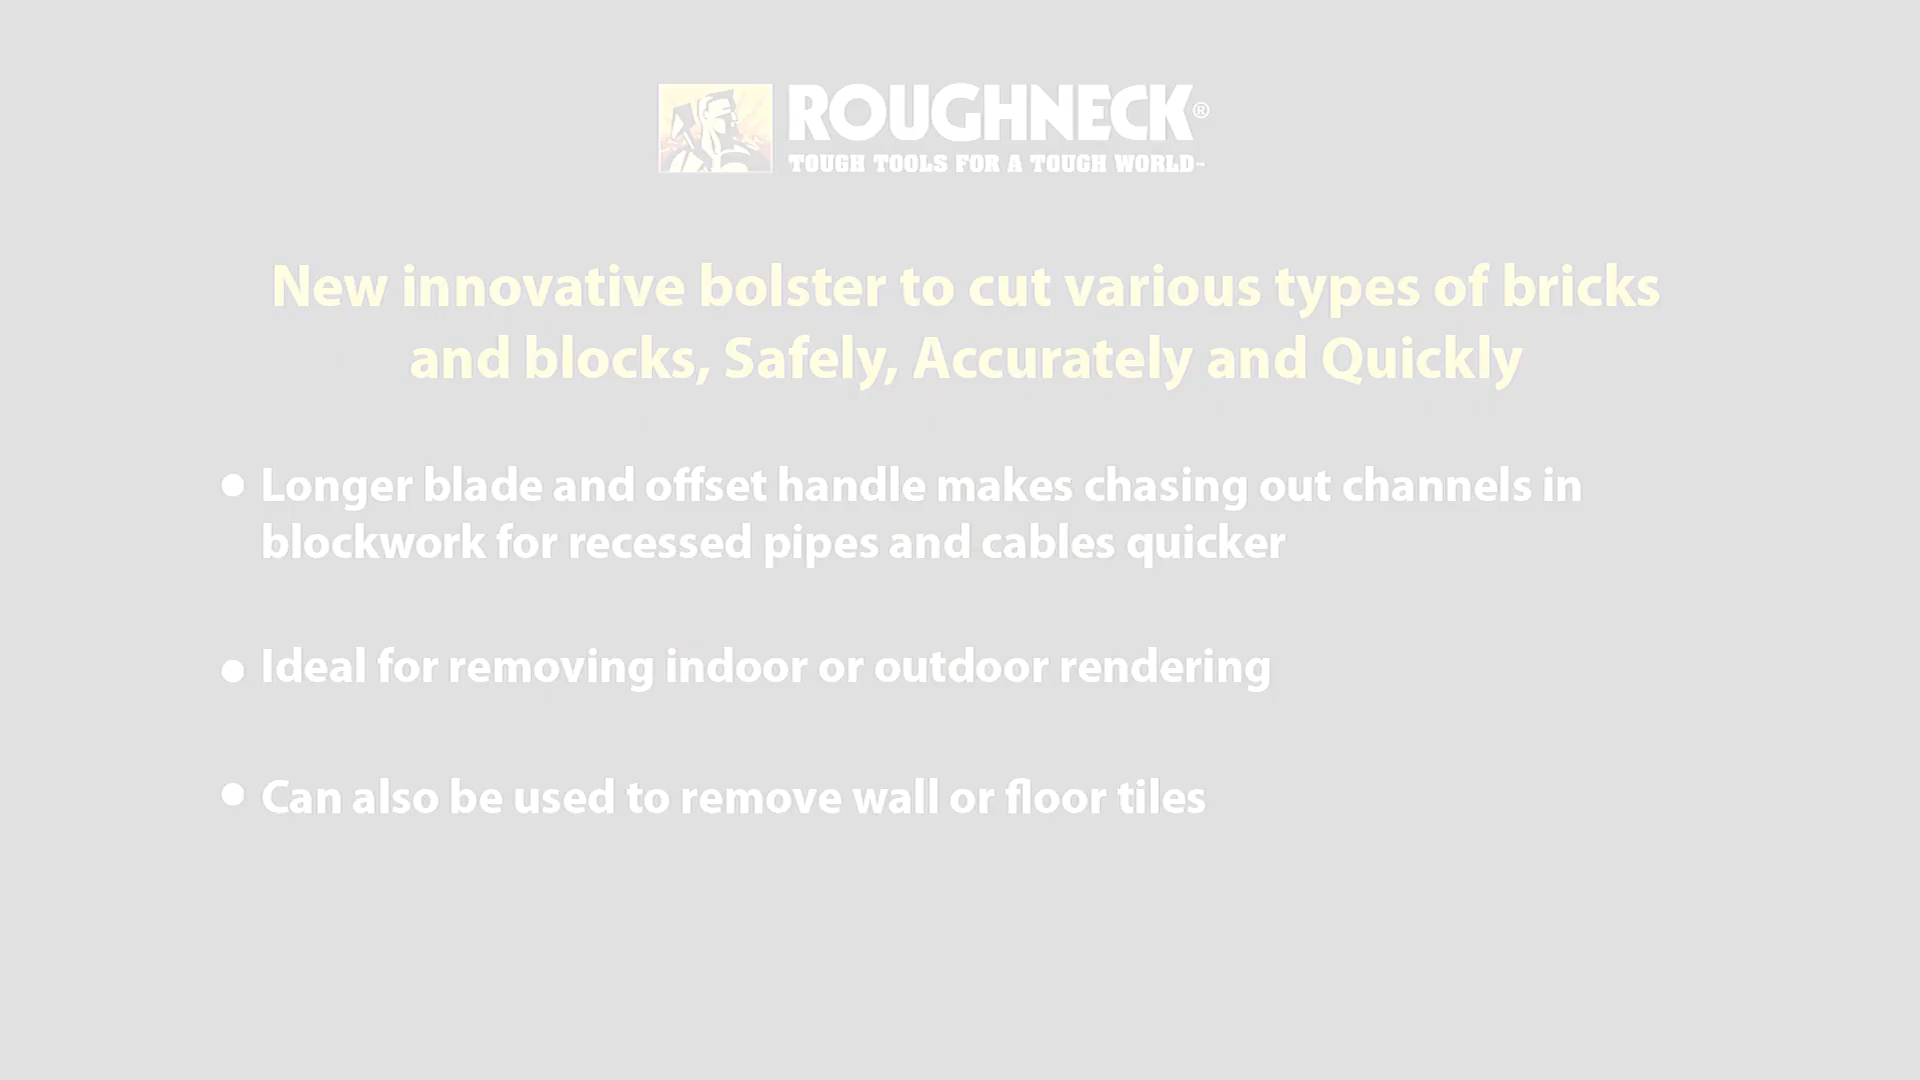 ROUGHNECK®
TOUGH TOOLS FOR A TOUGH WORLD™
New innovative bolster to cut various types of bricks
and blocks, Safely, Accurately and Quickly
• Longer blade and offset handle makes chasing out channels in
blockwork for recessed pipes and cables quicker
• Ideal for removing indoor or outdoor rendering
• Can also be used to remove wall or floor tiles